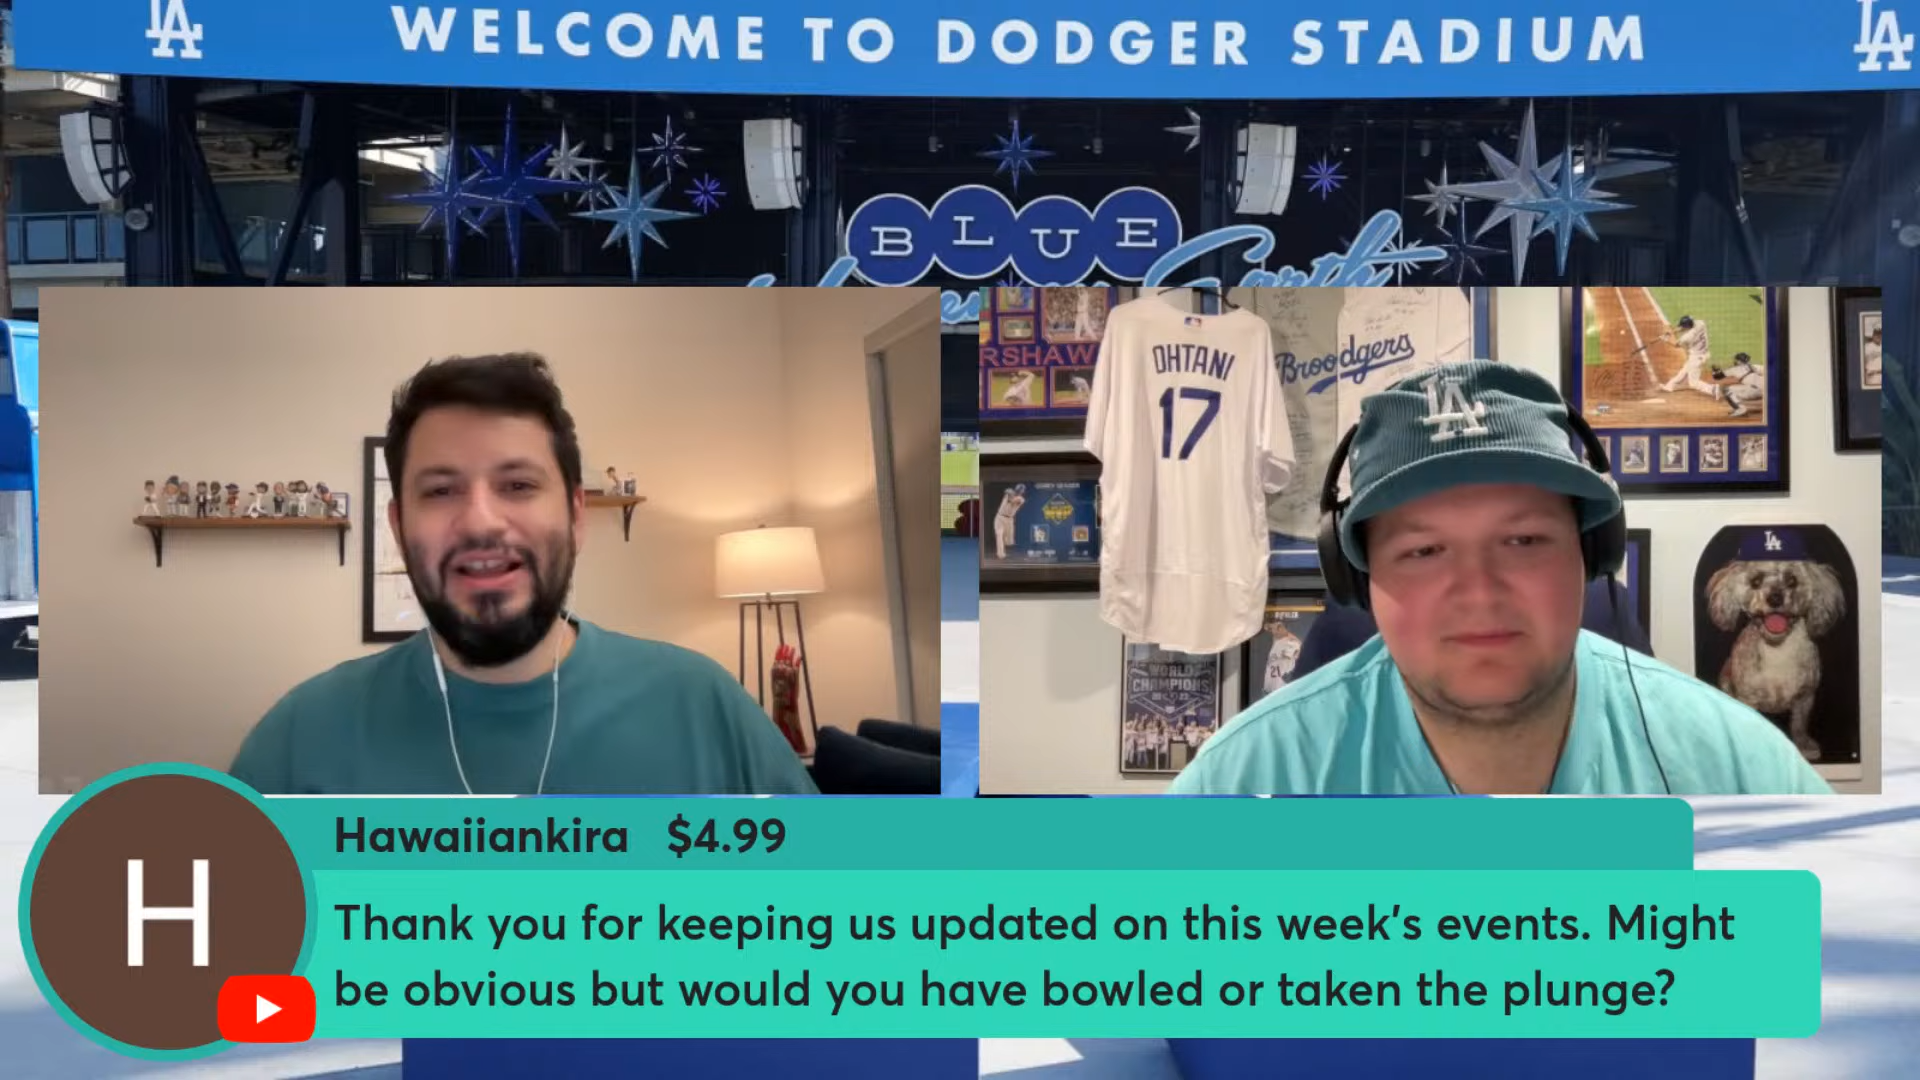 LA WELCOME TO DODGER STADIUM LA
BLUE
RSHAW
OHTANI
17
Broodgers
LA
LA
WORLD
CHAMPIONS
21
Hawaiiankira $4.99
H
Thank you for keeping us updated on this week's events. Might
be obvious but would you have bowled or taken the plunge?